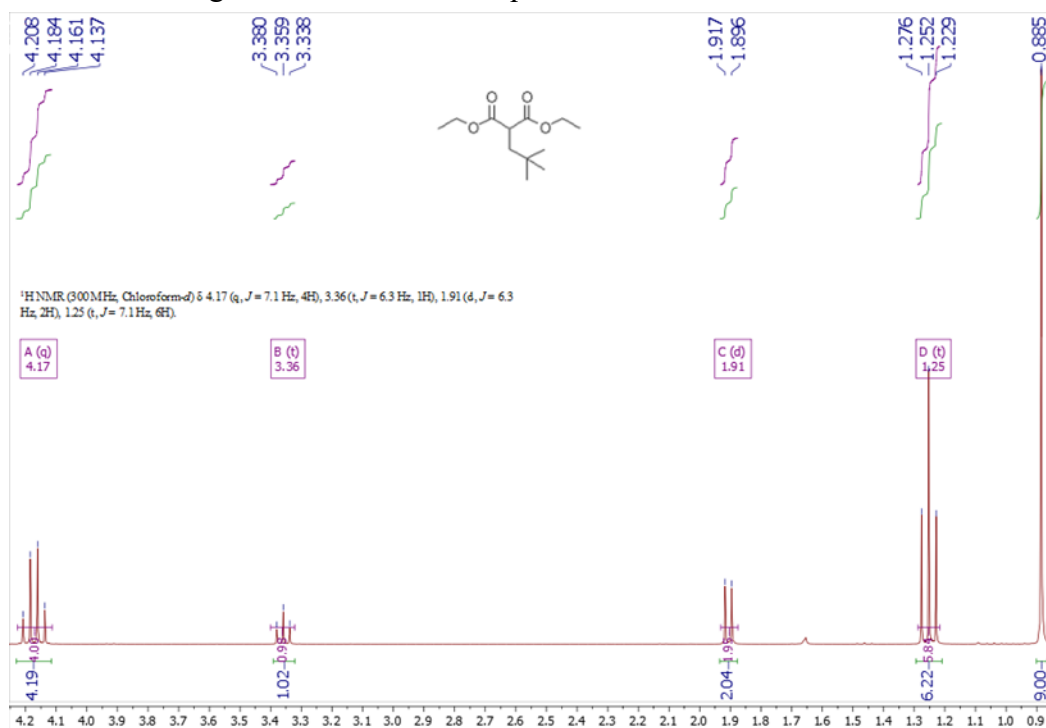 4.208
4.184
4.161
4.137
3.380
3.359
3.338
1.917
1.896
1.276
1.252
1.229
0.885
O O
O O
¹H NMR (300 MHz, Chloroform-d) δ 4.17 (q, J = 7.1 Hz, 4H), 3.36 (t, J = 6.3 Hz, 1H), 1.91 (d, J = 6.3
Hz, 2H), 1.25 (t, J = 7.1 Hz, 6H).
A (q)
4.17
B (t)
3.36
C (d)
1.91
D (t)
1.25
4.00
1.95
5.84
4.19
1.02
2.04
6.22
9.00
4.2 4.1 4.0 3.9 3.8 3.7 3.6 3.5 3.4 3.3 3.2 3.1 3.0 2.9 2.8 2.7 2.6 2.5 2.4 2.3 2.2 2.1 2.0 1.9 1.8 1.7 1.6 1.5 1.4 1.3 1.2 1.1 1.0